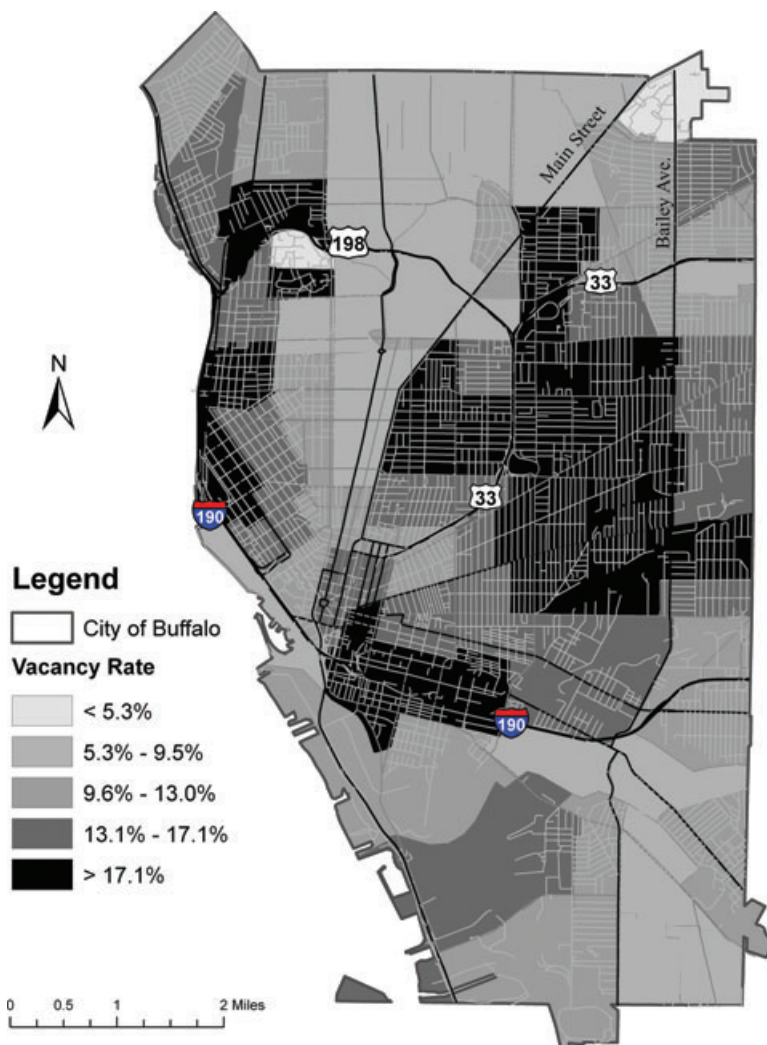 Main Street
Bailey Ave.
198
33
N
33
190
Legend
City of Buffalo
Vacancy Rate
< 5.3%
5.3% - 9.5%
9.6% - 13.0%
13.1% - 17.1%
> 17.1%
190
0 0.5 1 2 Miles